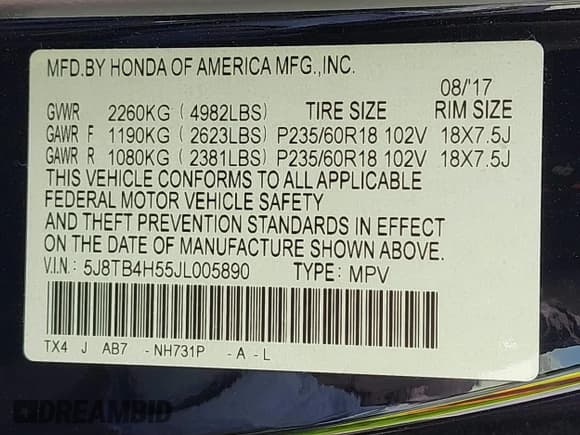 MFD.BY HONDA OF AMERICA MFG.,INC.
08/'17
GVWR 2260KG (4982LBS) TIRE SIZE RIM SIZE
GAWR F 1190KG (2623LBS) P235/60R18 102V 18X7.5J
GAWR R 1080KG (2381LBS) P235/60R18 102V 18X7.5J
THIS VEHICLE CONFORMS TO ALL APPLICABLE
FEDERAL MOTOR VEHICLE SAFETY
AND THEFT PREVENTION STANDARDS IN EFFECT
ON THE DATE OF MANUFACTURE SHOWN ABOVE.
V.I.N.: 5J8TB4H55JL005890 TYPE: MPV
TX4 J AB7 -NH731P -A-L
DREAMBID